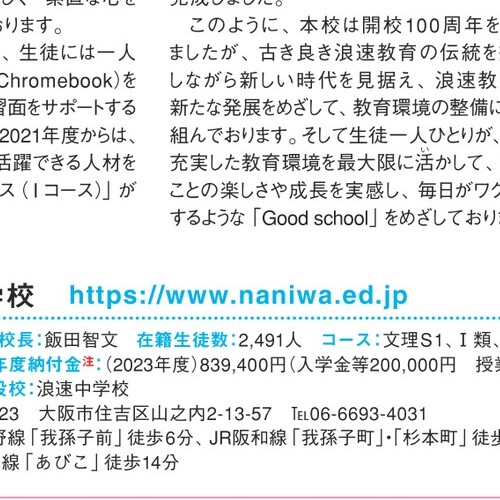 ります。
、生徒には一人
Chromebook)を
習面をサポートする
2021年度からは、
活躍できる人材を
ス(Iコース)」が
このように、本校は開校100周年を
ましたが、古き良き浪速教育の伝統を
しながら新しい時代を見据え、浪速教
新たな発展をめざして、教育環境の整備に
組んでおります。そして生徒一人ひとりが、
充実した教育環境を最大限に活かして、
ことの楽しさや成長を実感し、毎日がワク
するような「Good school」をめざしており
学校 https://www.naniwa.ed.jp
校長：飯田智文 在籍生徒数：2,491人 コース：文理S1、Ⅰ類、
年度納付金注：(2023年度)839,400円(入学金等200,000円 授業
設校：浪速中学校
23 大阪市住吉区山之内2-13-57 ℡06-6693-4031
野線「我孫子前」徒歩6分、JR阪和線「我孫子町」・「杉本町」徒歩
線「あびこ」徒歩14分